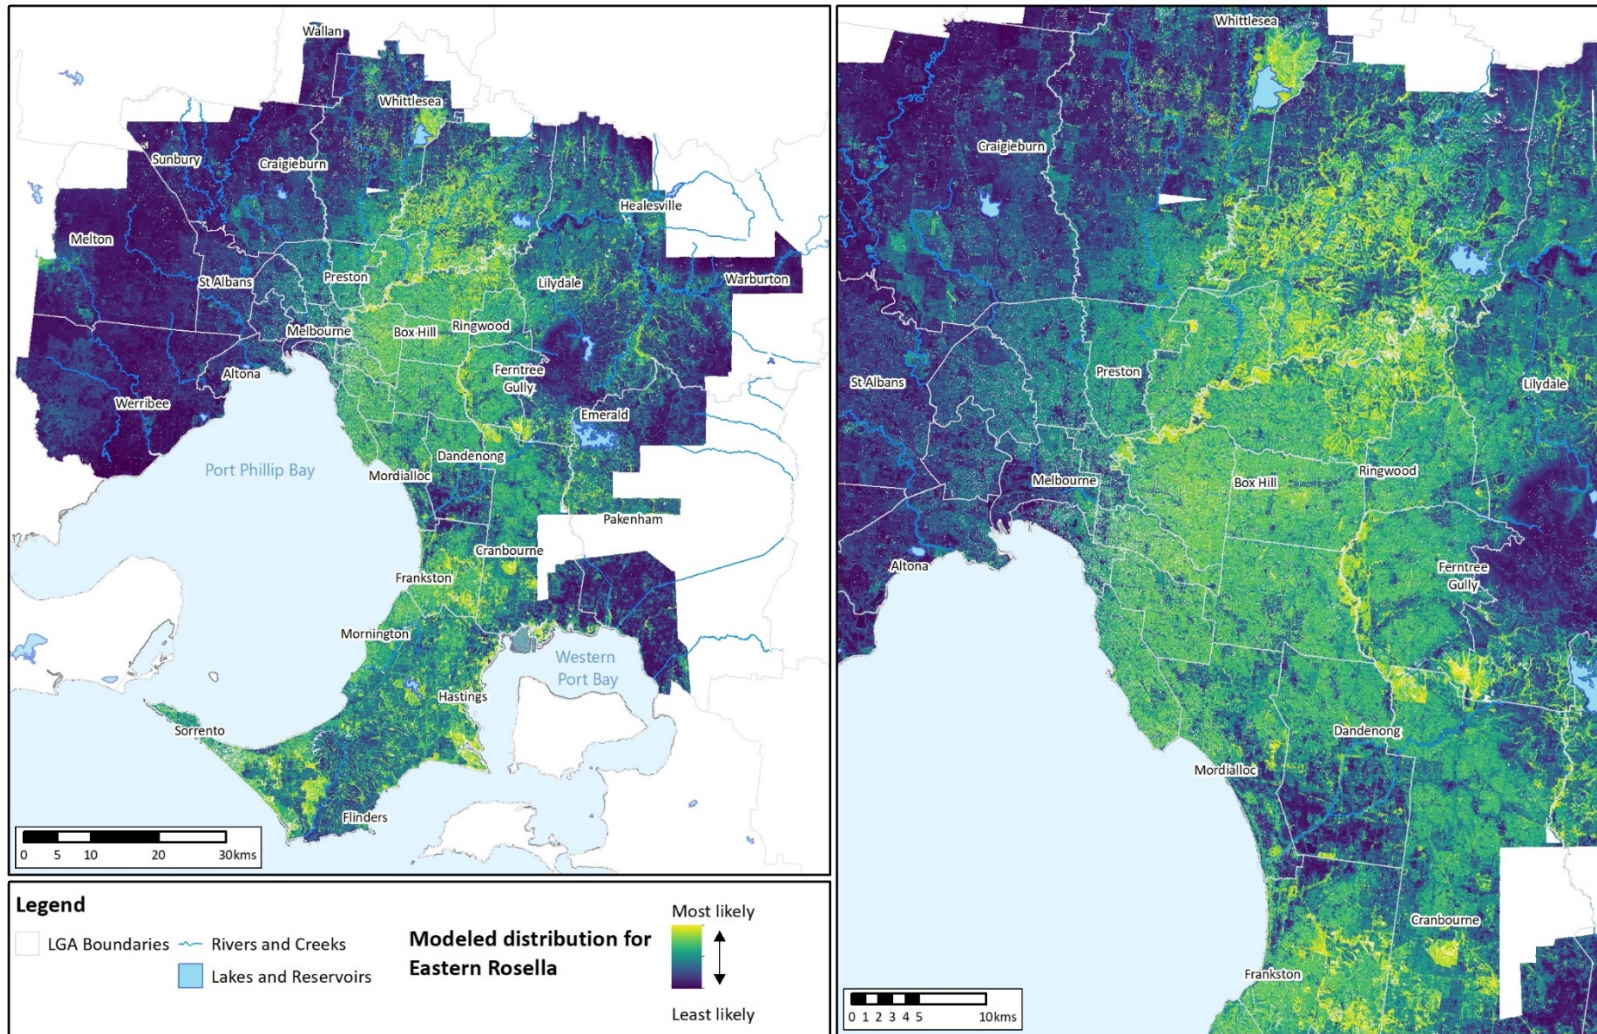 Wallan
Whittlesea
Sunbury
Craigieburn
Healesville
Melton
St Albans
Preston
Lilydale
Warburton
Melbourne
Box Hill
Ringwood
Altona
Ferntree
Gully
Werribee
Emerald
Port Phillip Bay
Dandenong
Mordialloc
Pakenham
Cranbourne
Frankston
Mornington
Western
Port Bay
Hastings
Sorrento
Flinders
0 5 10 20 30kms
Legend
LGA Boundaries
Rivers and Creeks
Lakes and Reservoirs
Modeled distribution for
Eastern Rosella
Most likely
Least likely
Whittlesea
Craigieburn
St Albans
Preston
Lilydale
Melbourne
Box Hill
Ringwood
Altona
Ferntree
Gully
Dandenong
Mordialloc
Cranbourne
Frankston
0 1 2 3 4 5 10kms